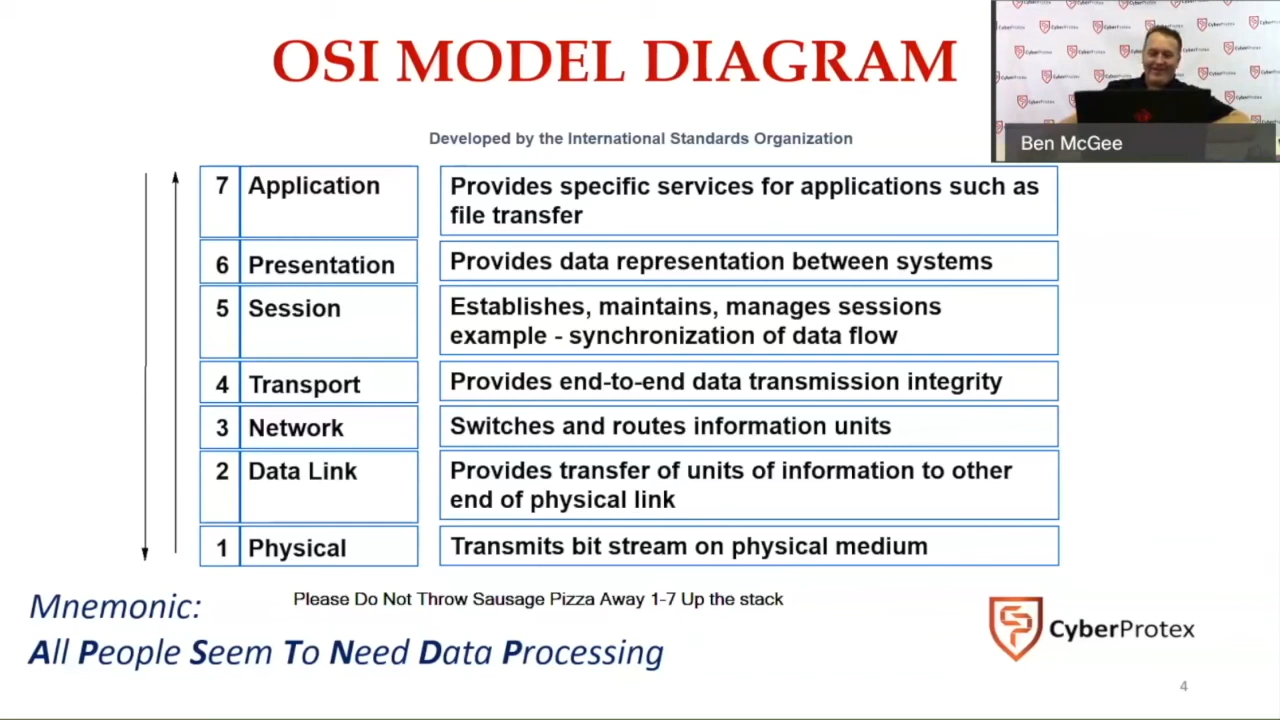 OSI MODEL DIAGRAM
Developed by the International Standards Organization
Ben McGee
7 Application
Provides specific services for applications such as
file transfer
6 Presentation
Provides data representation between systems
5 Session
Establishes, maintains, manages sessions
example - synchronization of data flow
4 Transport
Provides end-to-end data transmission integrity
3 Network
Switches and routes information units
2 Data Link
Provides transfer of units of information to other
end of physical link
1 Physical
Transmits bit stream on physical medium
Mnemonic:
Please Do Not Throw Sausage Pizza Away 1-7 Up the stack
All People Seem To Need Data Processing
CyberProtex
4